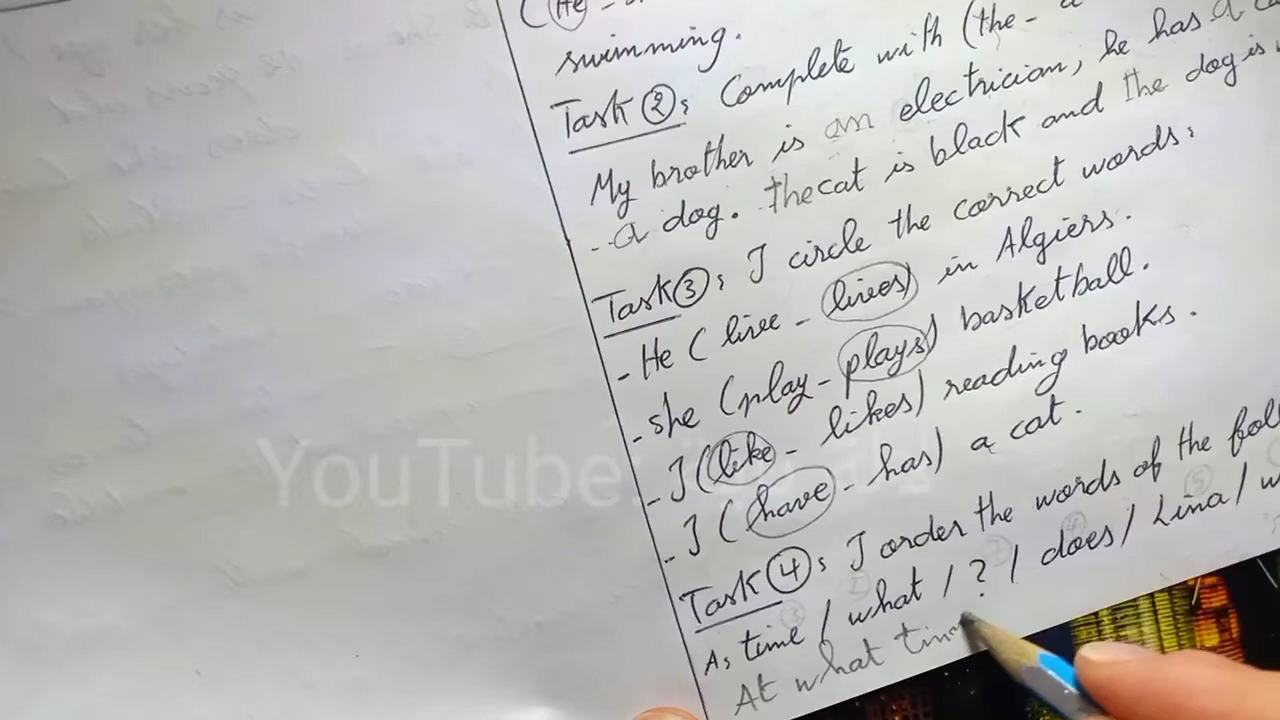 (He -
swimming.
Task ②: Complete with (the - a
My brother is an electrician, he has a
- a dog. The cat is black and the dog is
Task ③: I circle the correct words:
- He (live - lives) in Algiers.
- she (play - plays) basketball.
- I (like - likes) reading books.
- I (have - has) a cat.
Task ④: I order the words of the
A: time / what / ? / does / Lina /
At what time
YouTube: